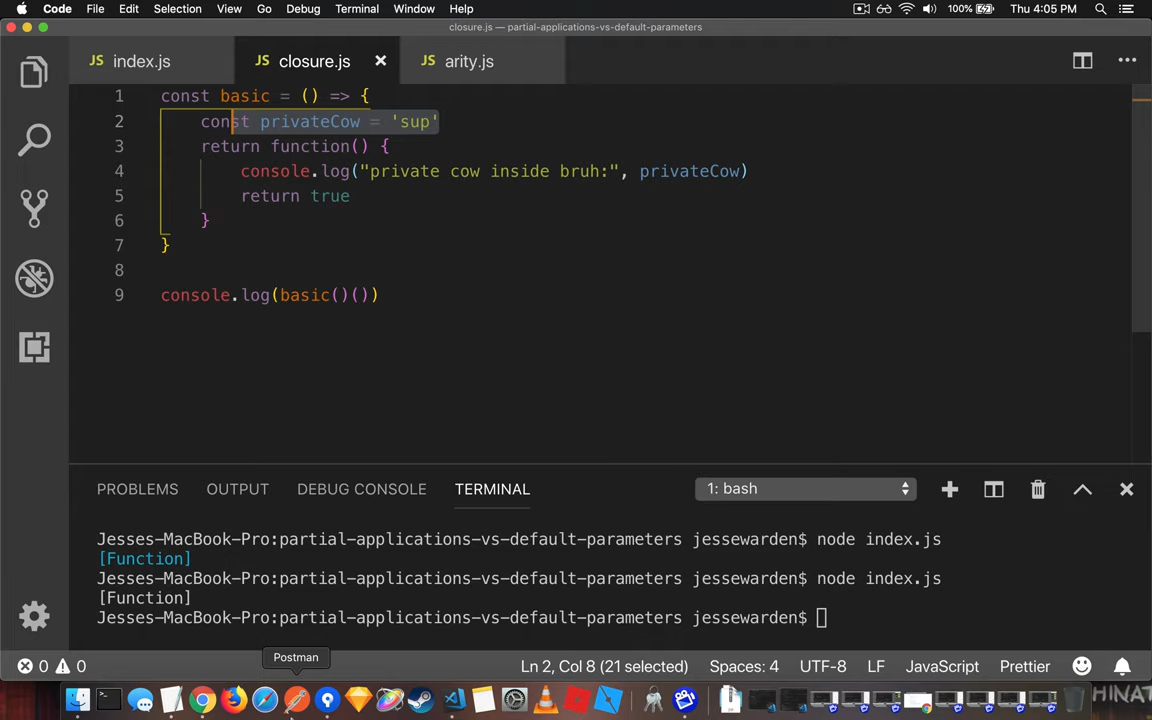 Code File Edit Selection View Go Debug Terminal Window Help 100% Thu 4:05 PM
closure.js — partial-applications-vs-default-parameters
JS index.js JS closure.js JS arity.js
1 const basic = () => {
2 const privateCow = 'sup'
3 return function() {
4 console.log("private cow inside bruh:", privateCow)
5 return true
6 }
7 }
8
9 console.log(basic()())
PROBLEMS OUTPUT DEBUG CONSOLE TERMINAL 1: bash
Jesses-MacBook-Pro:partial-applications-vs-default-parameters jessewarden$ node index.js
[Function]
Jesses-MacBook-Pro:partial-applications-vs-default-parameters jessewarden$ node index.js
[Function]
Jesses-MacBook-Pro:partial-applications-vs-default-parameters jessewarden$
Postman
0 0 Ln 2, Col 8 (21 selected) Spaces: 4 UTF-8 LF JavaScript Prettier
HINAT